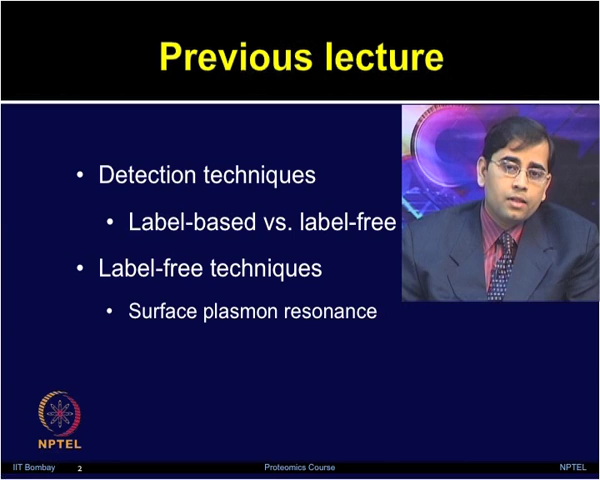 Previous lecture
• Detection techniques
• Label-based vs. label-free
• Label-free techniques
• Surface plasmon resonance
NPTEL
IIT Bombay 2 Proteomics Course NPTEL